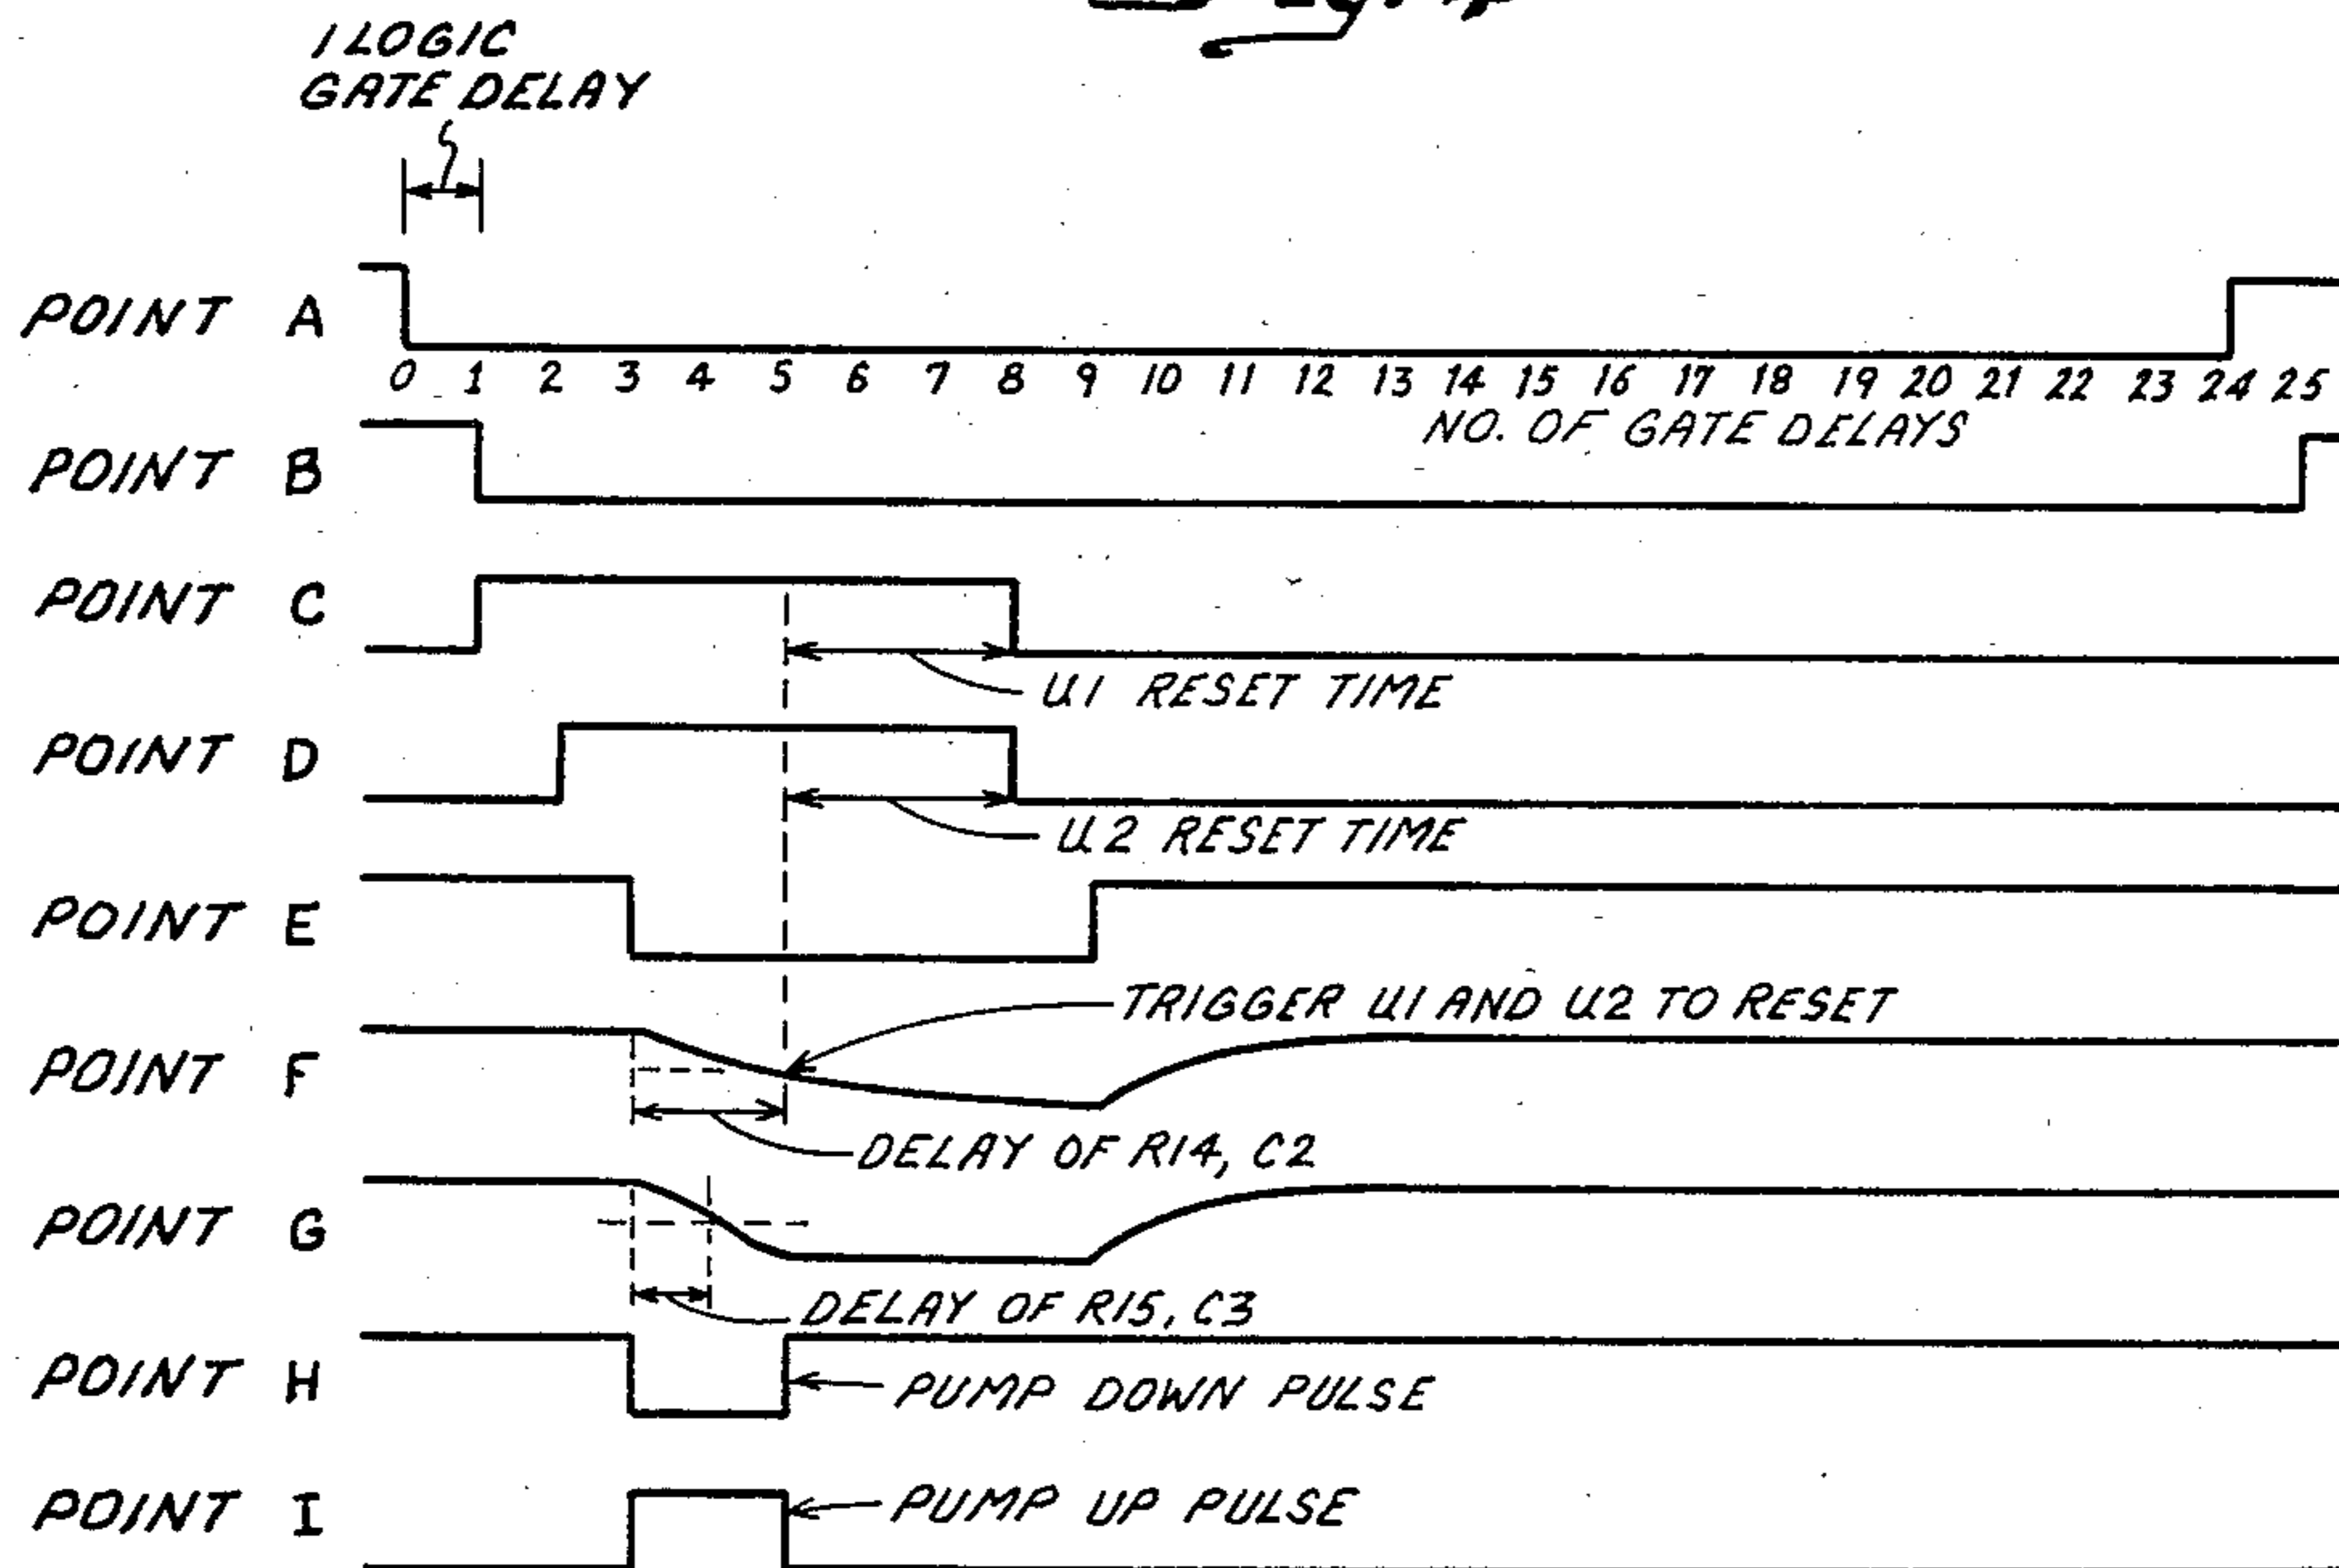 1 LOGIC
GATE DELAY
POINT A
0 1 2 3 4 5 6 7 8 9 10 11 12 13 14 15 16 17 18 19 20 21 22 23 24 25
NO. OF GATE DELAYS
POINT B
POINT C
U1 RESET TIME
POINT D
U2 RESET TIME
POINT E
TRIGGER U1 AND U2 TO RESET
POINT F
DELAY OF R14, C2
POINT G
DELAY OF R15, C3
POINT H
PUMP DOWN PULSE
POINT I
PUMP UP PULSE